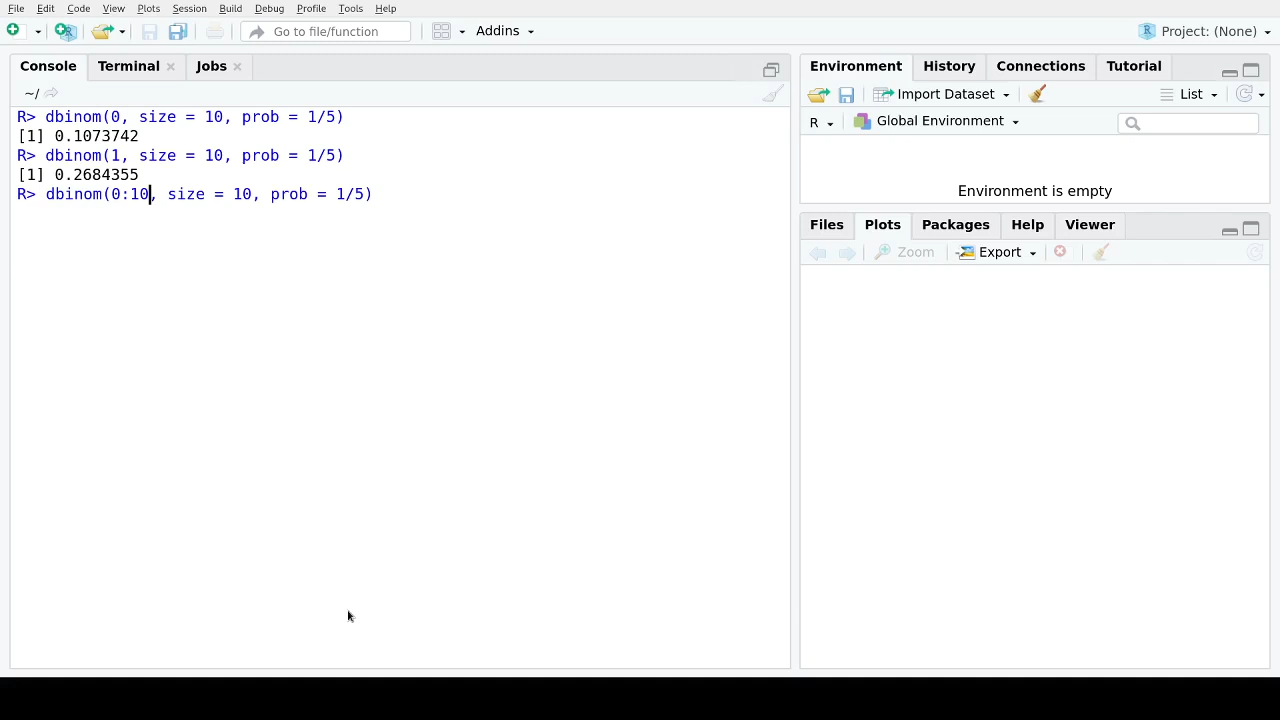 File Edit Code View Plots Session Build Debug Profile Tools Help
Go to file/function Addins Project: (None)
Console Terminal Jobs
~/
R> dbinom(0, size = 10, prob = 1/5)
[1] 0.1073742
R> dbinom(1, size = 10, prob = 1/5)
[1] 0.2684355
R> dbinom(0:10, size = 10, prob = 1/5)
Environment History Connections Tutorial
Import Dataset List
R Global Environment
Environment is empty
Files Plots Packages Help Viewer
Zoom Export